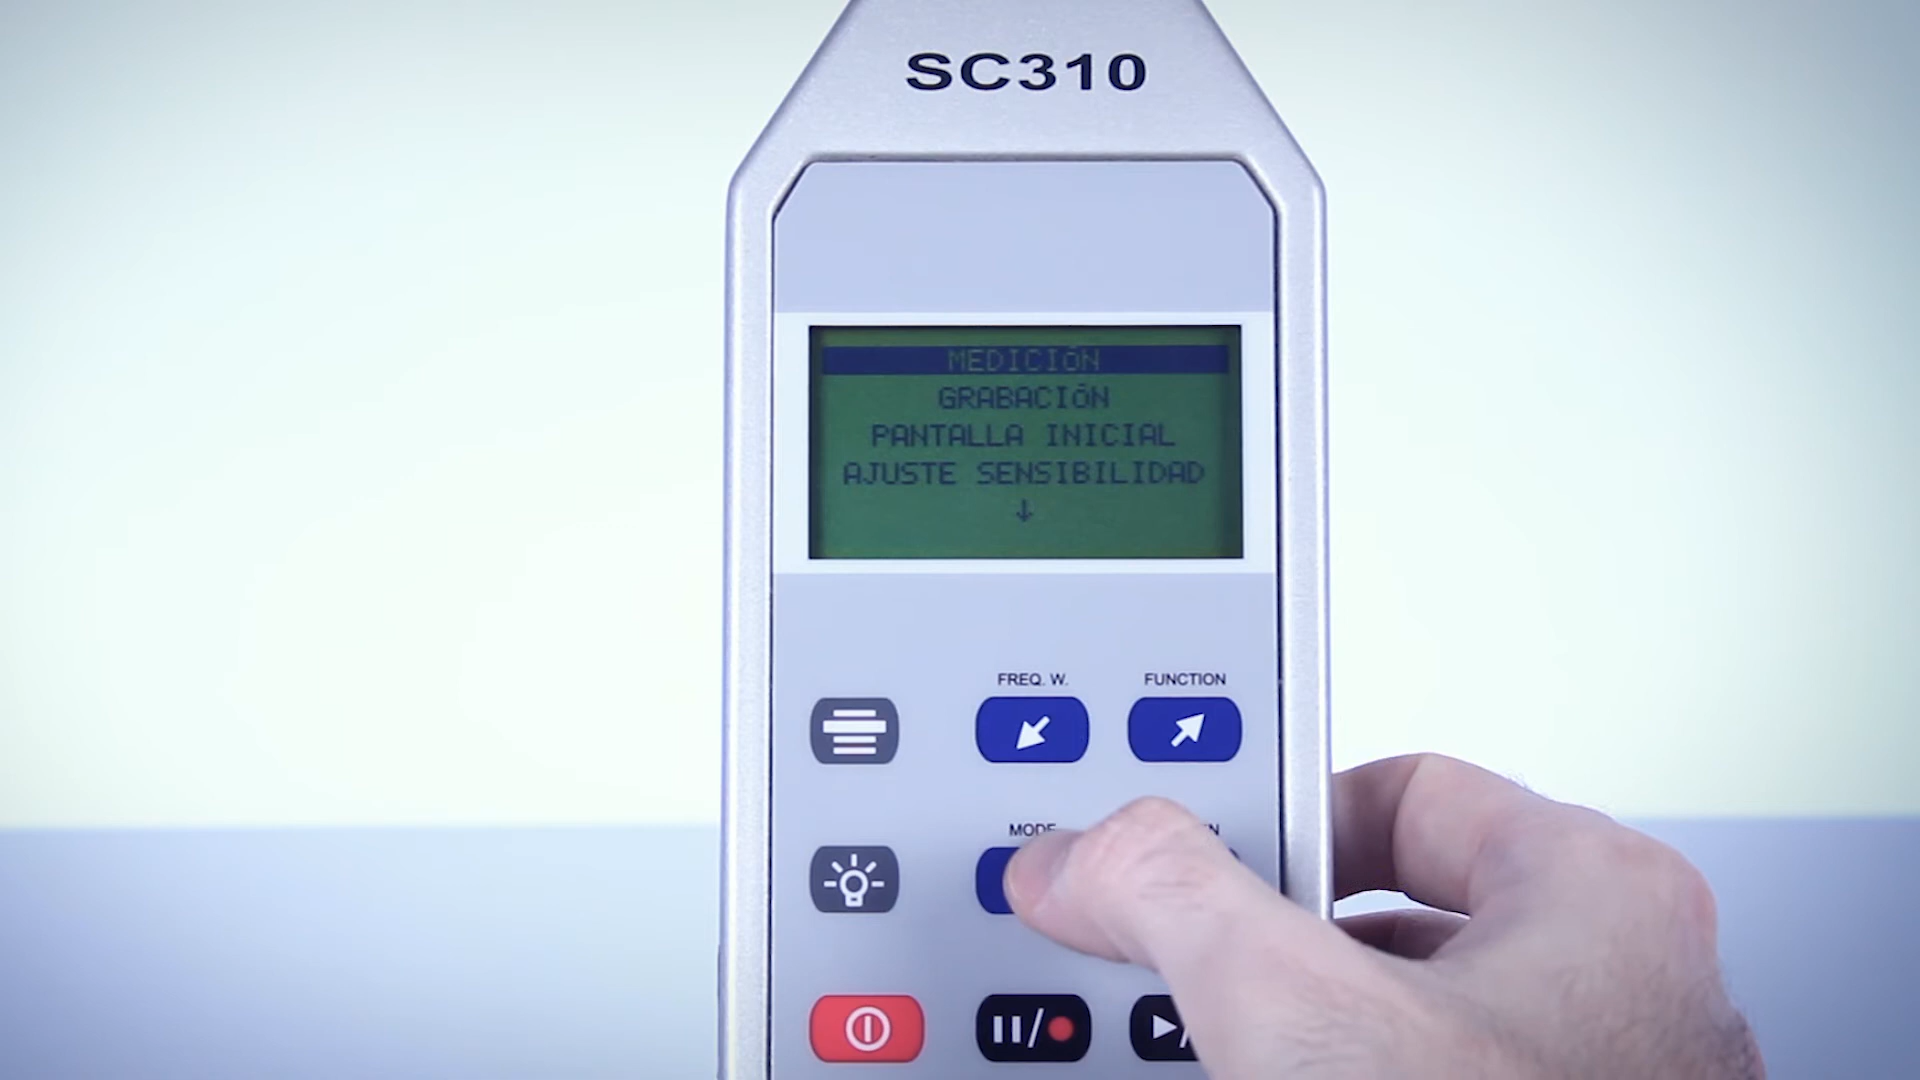 SC310
MEDICIÓN
GRABACIÓN
PANTALLA INICIAL
AJUSTE SENSIBILIDAD
FREQ. W. FUNCTION
MODE